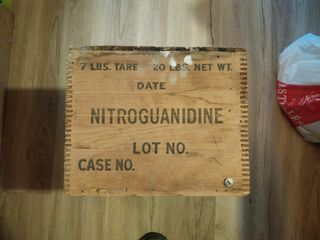 7 LBS. TARE 20 LBS. NET WT.
DATE
NITROGUANIDINE
LOT NO.
CASE NO.